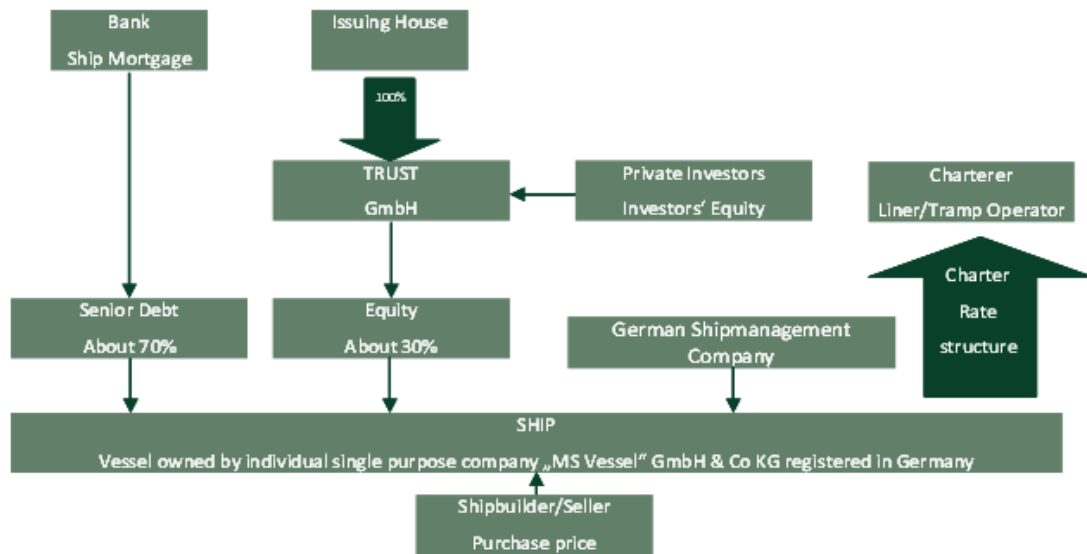 Bank
Ship Mortgage
Issuing House
100%
TRUST
GmbH
Private Investors
Investors‘ Equity
Charterer
Liner/Tramp Operator
Charter
Rate
structure
Senior Debt
About 70%
Equity
About 30%
German Shipmanagement
Company
SHIP
Vessel owned by individual single purpose company „MS Vessel“ GmbH & Co KG registered in Germany
Shipbuilder/Seller
Purchase price